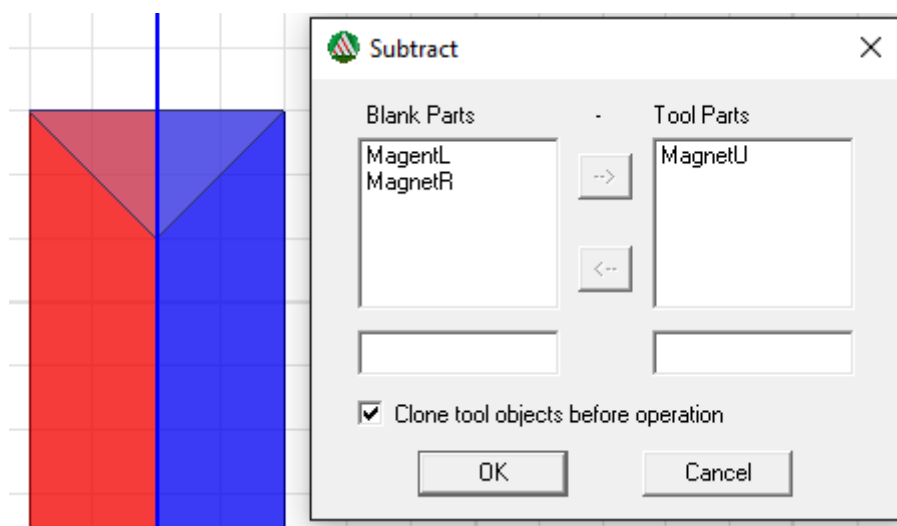 Subtract
Blank Parts - Tool Parts
MagentL
MagnetR
MagnetU
-->
<--
Clone tool objects before operation
OK Cancel